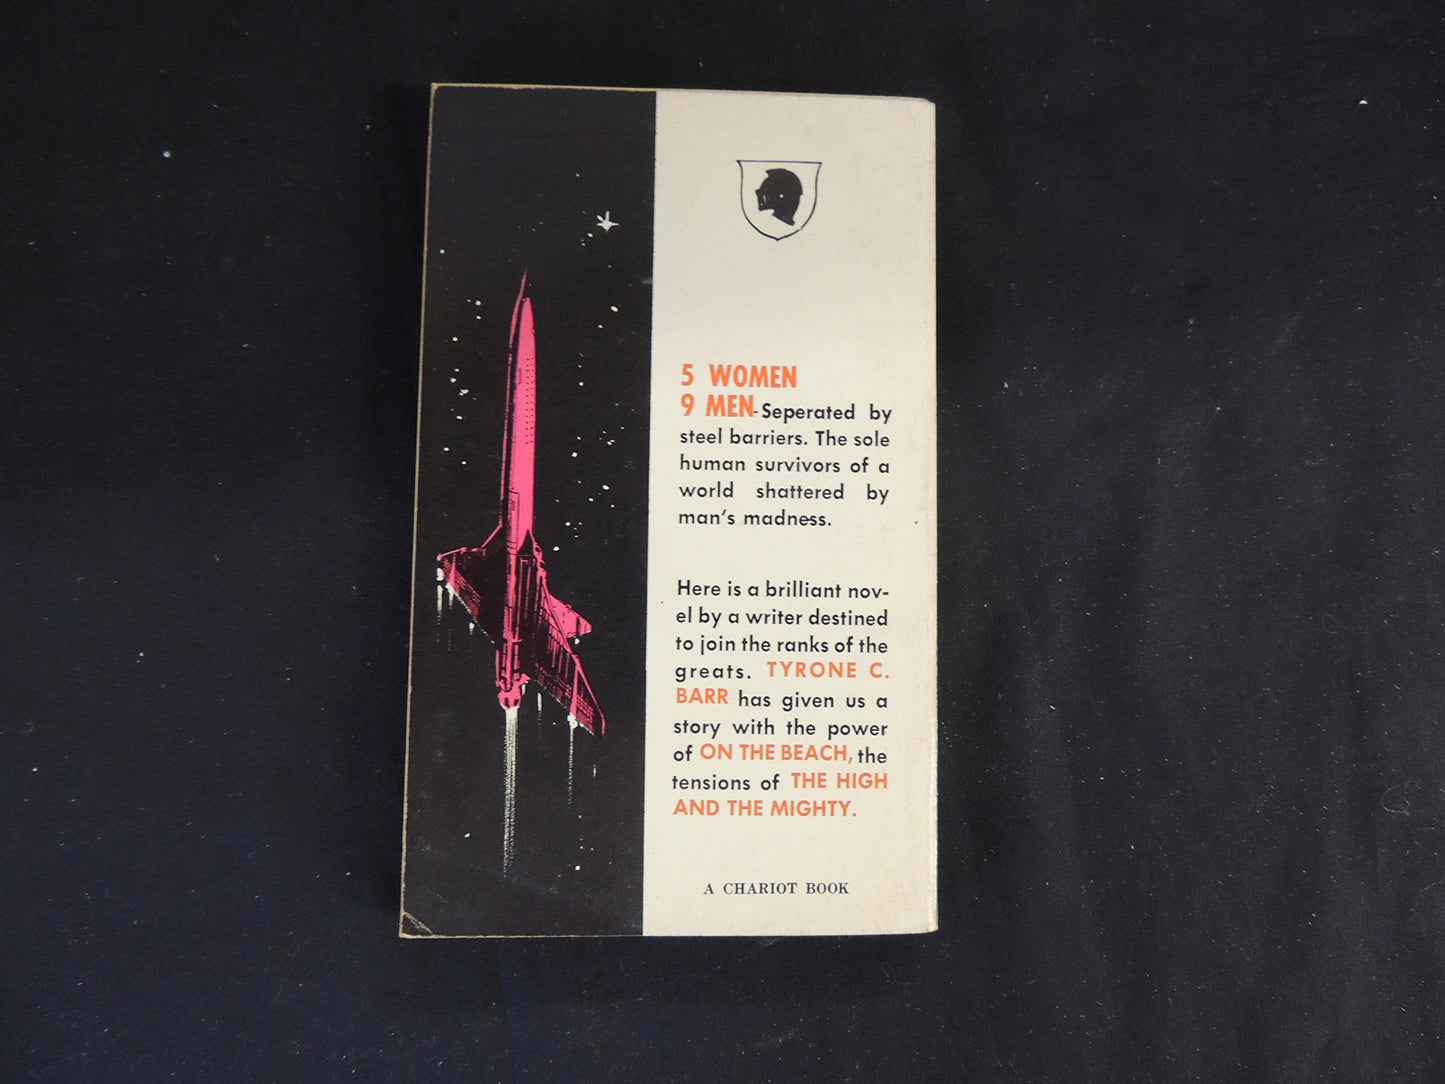 5 WOMEN
9 MEN-Seperated by
steel barriers. The sole
human survivors of a
world shattered by
man's madness.
Here is a brilliant nov-
el by a writer destined
to join the ranks of the
greats. TYRONE C.
BARR has given us a
story with the power
of ON THE BEACH, the
tensions of THE HIGH
AND THE MIGHTY.
A CHARIOT BOOK